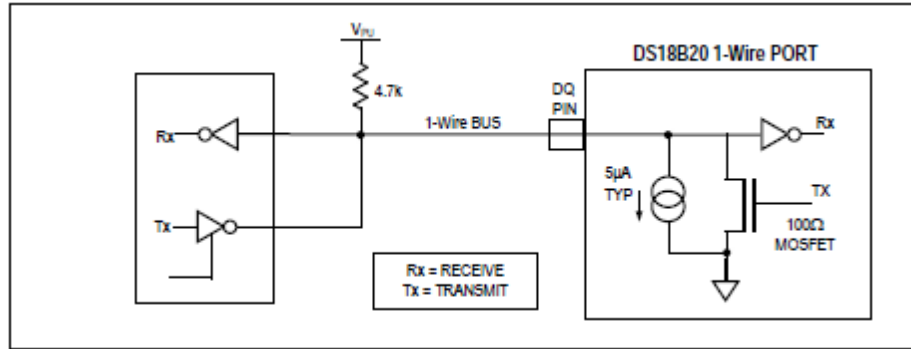 V_PU
4.7k
DS18B20 1-Wire PORT
DQ
PIN
Rx
1-Wire BUS
Rx
5µA
TYP
TX
Tx
100Ω
MOSFET
Rx = RECEIVE
Tx = TRANSMIT